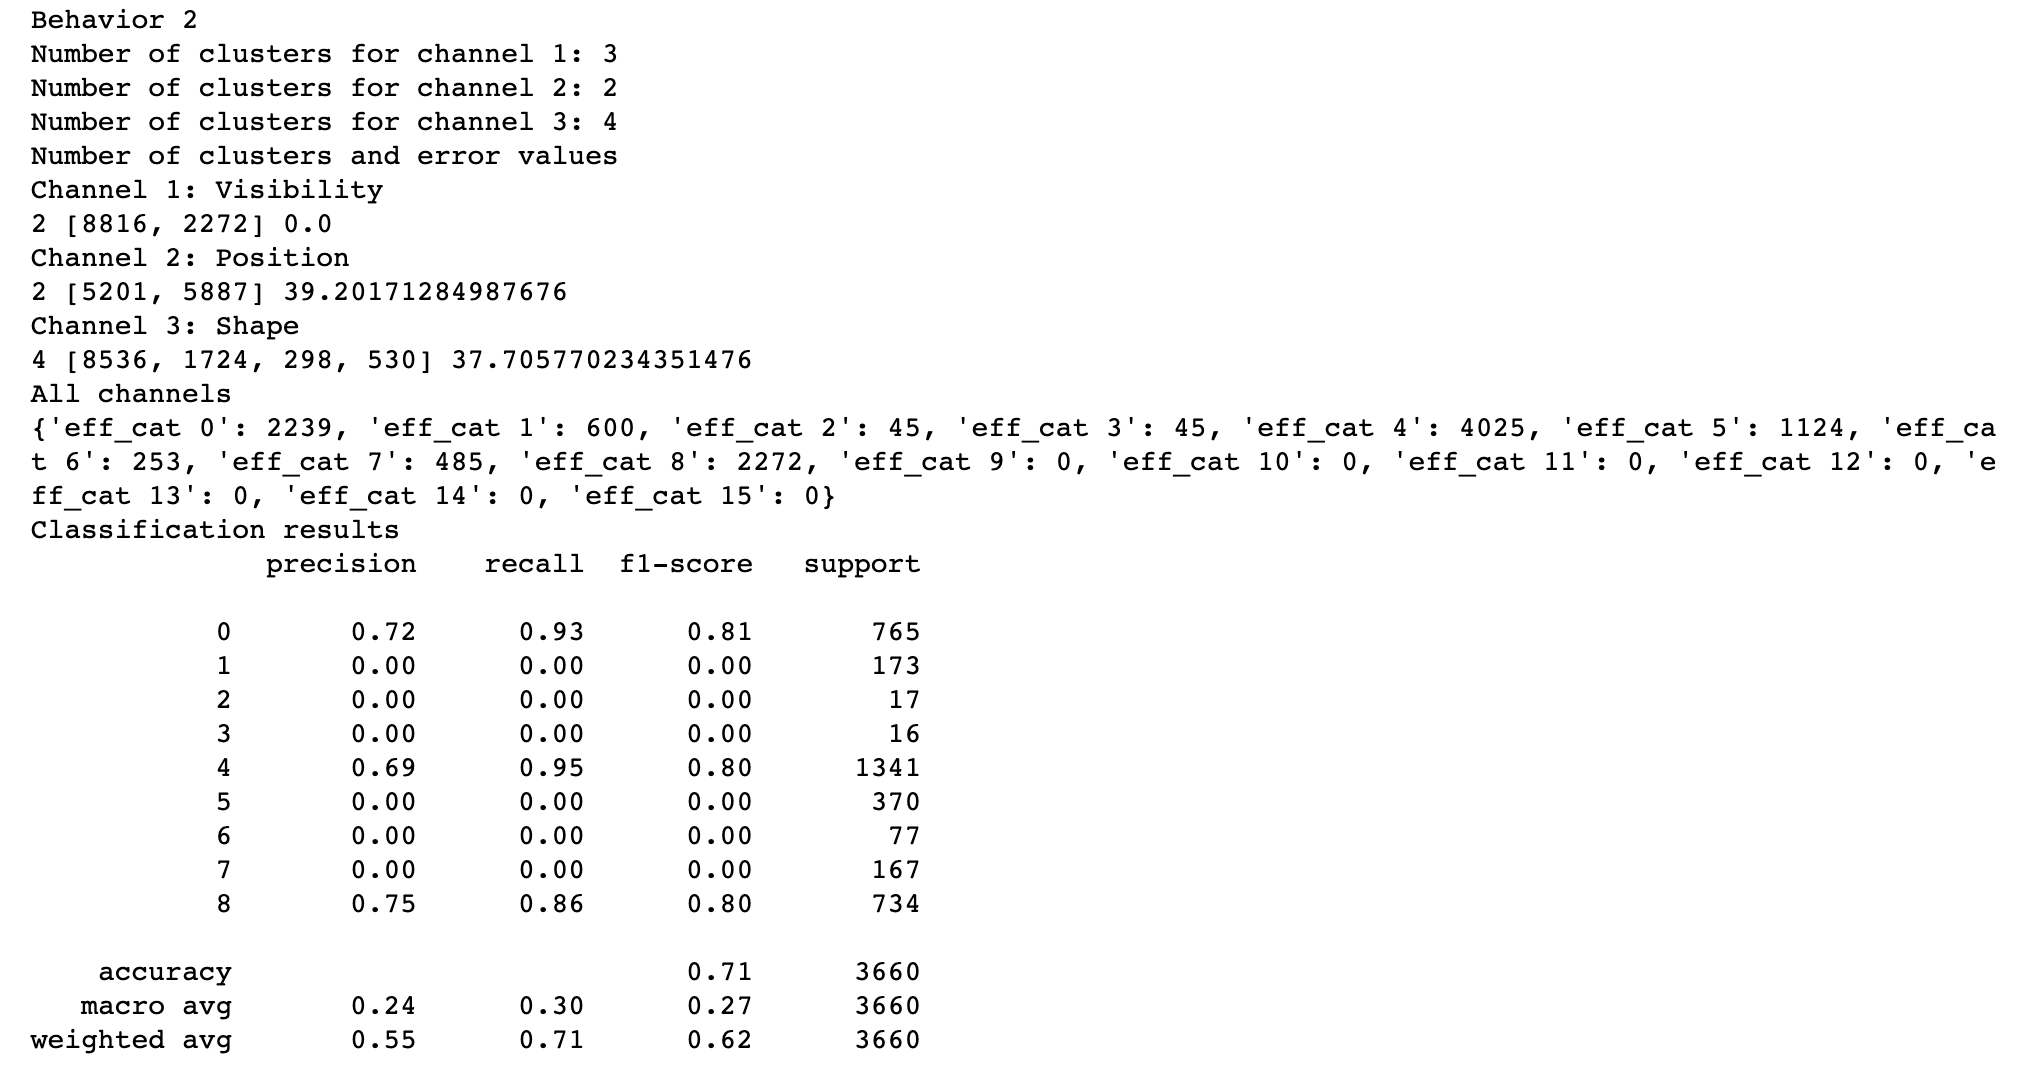 Behavior 2
Number of clusters for channel 1: 3
Number of clusters for channel 2: 2
Number of clusters for channel 3: 4
Number of clusters and error values
Channel 1: Visibility
2 [8816, 2272] 0.0
Channel 2: Position
2 [5201, 5887] 39.20171284987676
Channel 3: Shape
4 [8536, 1724, 298, 530] 37.705770234351476
All channels
{'eff_cat 0': 2239, 'eff_cat 1': 600, 'eff_cat 2': 45, 'eff_cat 3': 45, 'eff_cat 4': 4025, 'eff_cat 5': 1124, 'eff_ca
t 6': 253, 'eff_cat 7': 485, 'eff_cat 8': 2272, 'eff_cat 9': 0, 'eff_cat 10': 0, 'eff_cat 11': 0, 'eff_cat 12': 0, 'e
ff_cat 13': 0, 'eff_cat 14': 0, 'eff_cat 15': 0}
Classification results
              precision    recall  f1-score   support

           0       0.72      0.93      0.81       765
           1       0.00      0.00      0.00       173
           2       0.00      0.00      0.00        17
           3       0.00      0.00      0.00        16
           4       0.69      0.95      0.80      1341
           5       0.00      0.00      0.00       370
           6       0.00      0.00      0.00        77
           7       0.00      0.00      0.00       167
           8       0.75      0.86      0.80       734

    accuracy                           0.71      3660
   macro avg       0.24      0.30      0.27      3660
weighted avg       0.55      0.71      0.62      3660